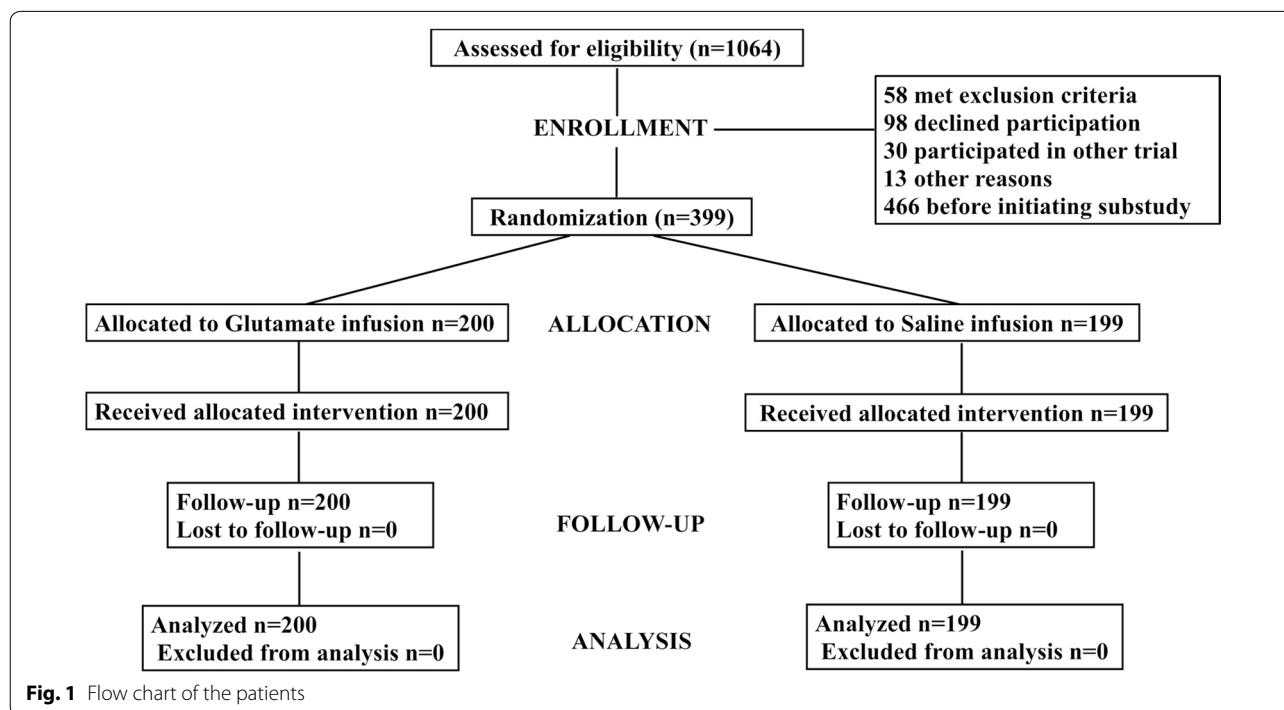 Assessed for eligibility (n=1064)
58 met exclusion criteria
98 declined participation
30 participated in other trial
13 other reasons
466 before initiating substudy
ENROLLMENT
Randomization (n=399)
Allocated to Glutamate infusion n=200
ALLOCATION
Allocated to Saline infusion n=199
Received allocated intervention n=200
Received allocated intervention n=199
Follow-up n=200
Lost to follow-up n=0
FOLLOW-UP
Follow-up n=199
Lost to follow-up n=0
Analyzed n=200
Excluded from analysis n=0
ANALYSIS
Analyzed n=199
Excluded from analysis n=0
Fig. 1 Flow chart of the patients